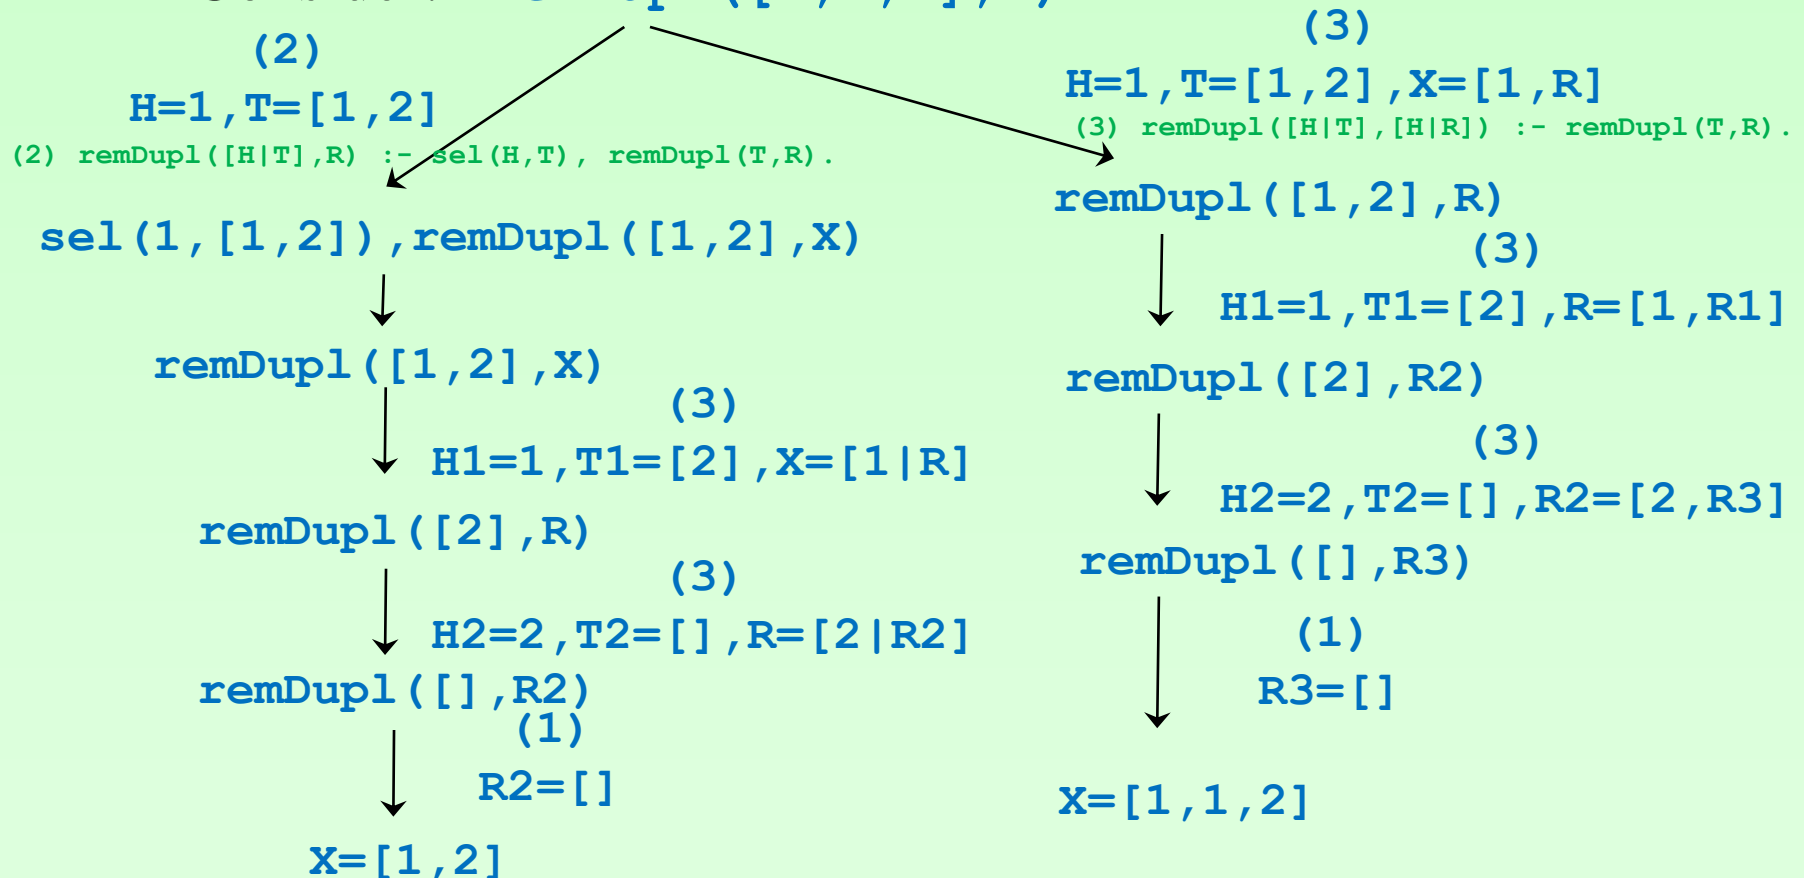 (2)
H=1,T=[1,2]
(2) remDupl([H|T],R) :- sel(H,T), remDupl(T,R).
sel(1,[1,2]),remDupl([1,2],X)
remDupl([1,2],X)
(3)
H1=1,T1=[2],X=[1|R]
remDupl([2],R)
(3)
H2=2,T2=[],R=[2|R2]
remDupl([],R2)
(1)
R2=[]
X=[1,2]
(3)
H=1,T=[1,2],X=[1,R]
(3) remDupl([H|T],[H|R]) :- remDupl(T,R).
remDupl([1,2],R)
(3)
H1=1,T1=[2],R=[1,R1]
remDupl([2],R2)
(3)
H2=2,T2=[],R2=[2,R3]
remDupl([],R3)
(1)
R3=[]
X=[1,1,2]